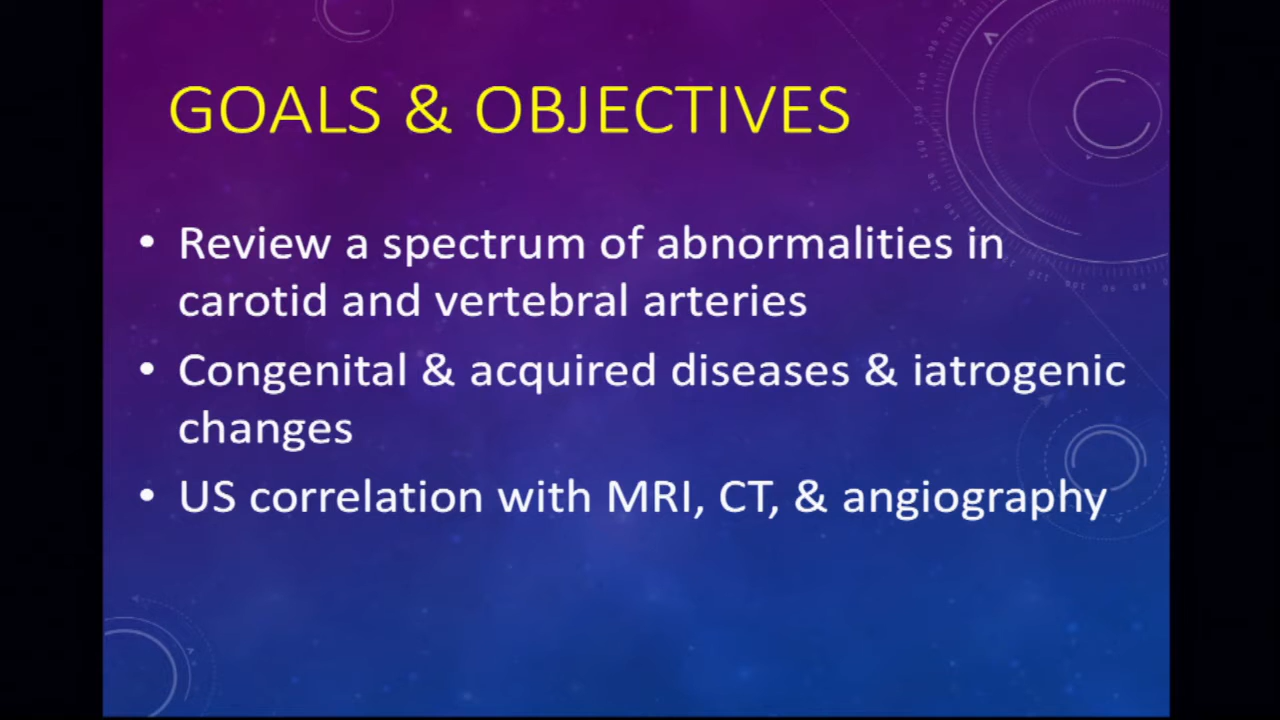 GOALS & OBJECTIVES
• Review a spectrum of abnormalities in
carotid and vertebral arteries
• Congenital & acquired diseases & iatrogenic
changes
• US correlation with MRI, CT, & angiography